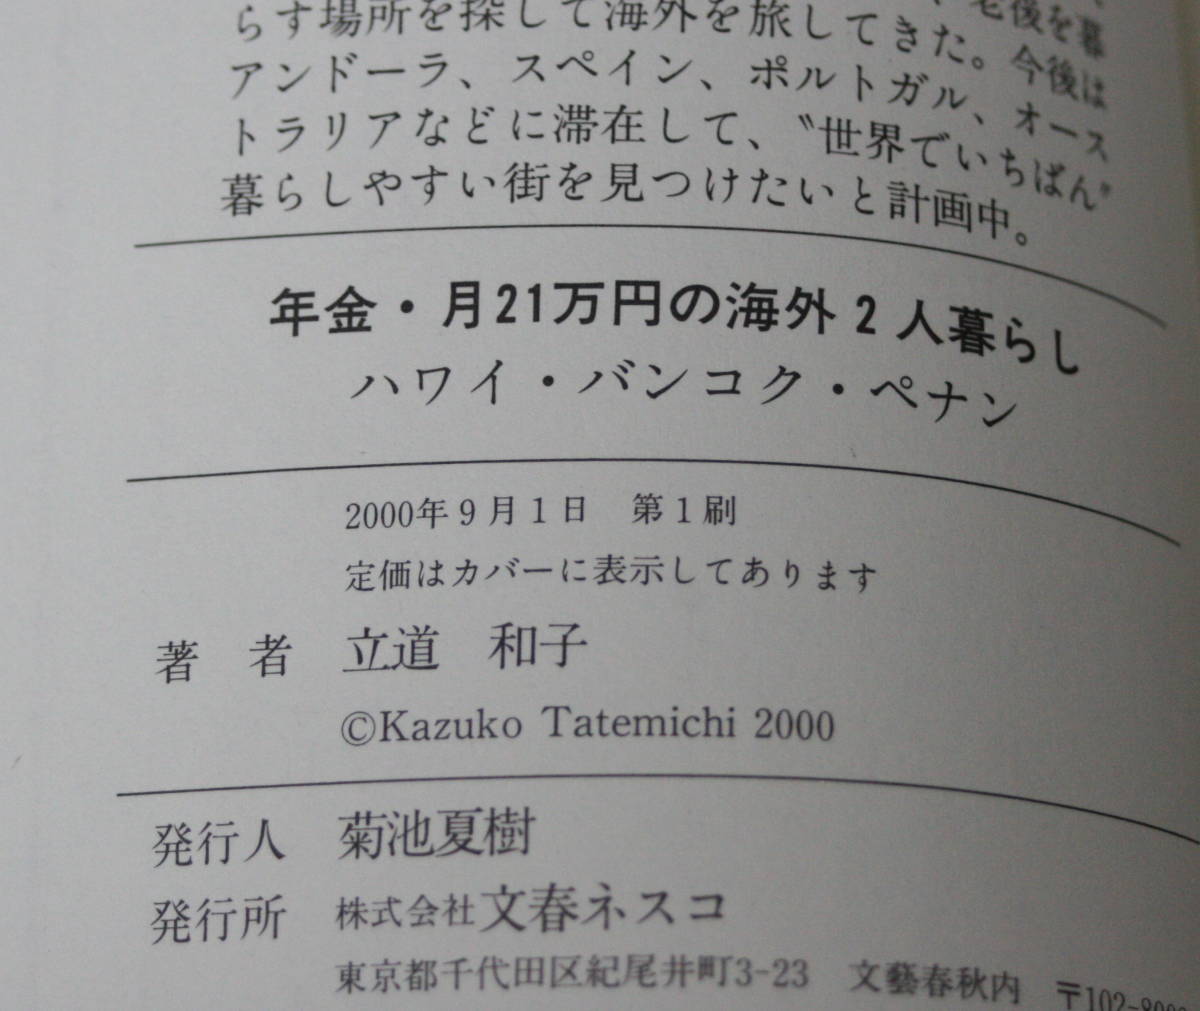 老後を暮
らす場所を探して海外を旅してきた。今後は
アンドーラ、スペイン、ポルトガル、オース
トラリアなどに滞在して、〝世界でいちばん〟
暮らしやすい街を見つけたいと計画中。
年金・月21万円の海外2人暮らし
ハワイ・バンコク・ペナン
2000年9月1日　第1刷
定価はカバーに表示してあります
著　者　立道　和子
©Kazuko Tatemichi 2000
発行人　菊池夏樹
発行所　株式会社文春ネスコ
東京都千代田区紀尾井町3-23　文藝春秋内　〒102-